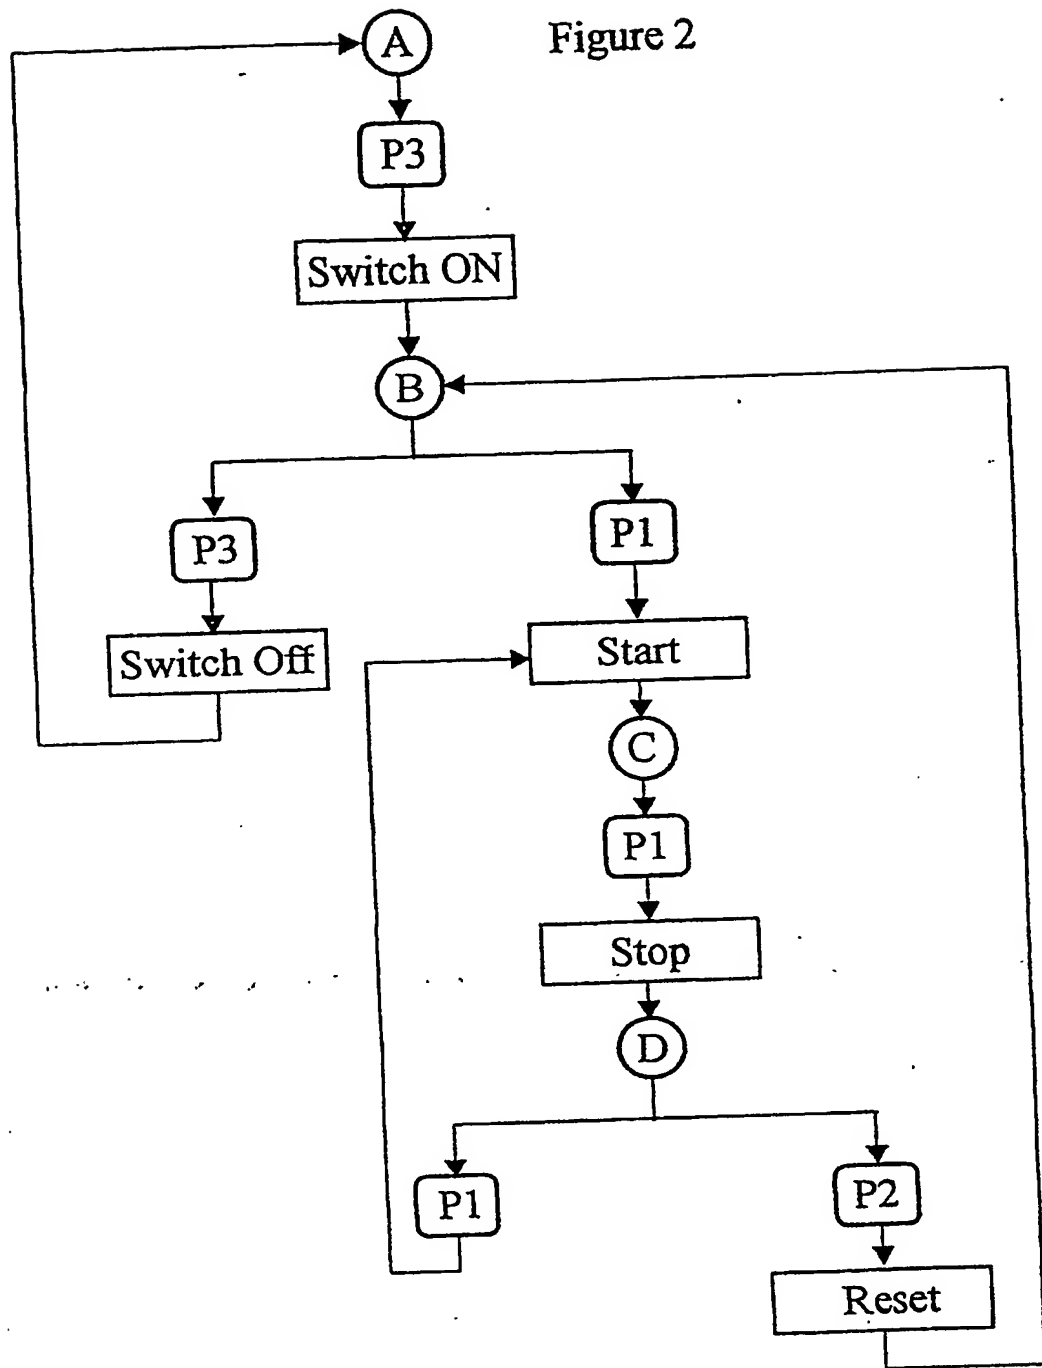 Figure 2
A
P3
Switch ON
B
P3
P1
Switch Off
Start
C
P1
Stop
D
P1
P2
Reset